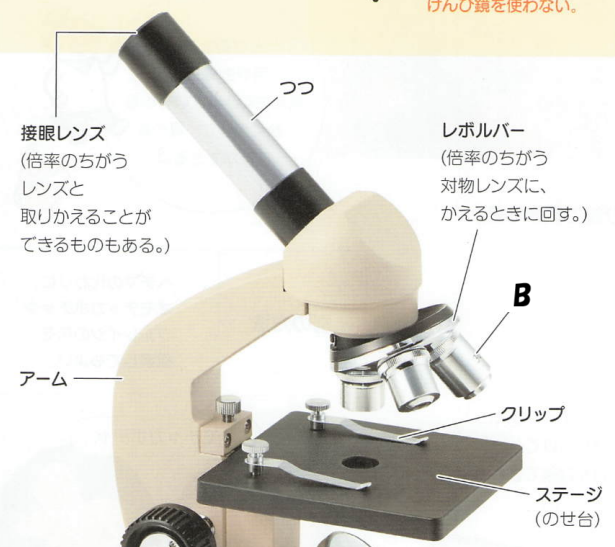 けんび鏡を使わない。
つつ
接眼レンズ
(倍率のちがう
レンズと
取りかえることが
できるものもある。)
レボルバー
(倍率のちがう
対物レンズに、
かえるときに回す。)
B
アーム
クリップ
ステージ
(のせ台)